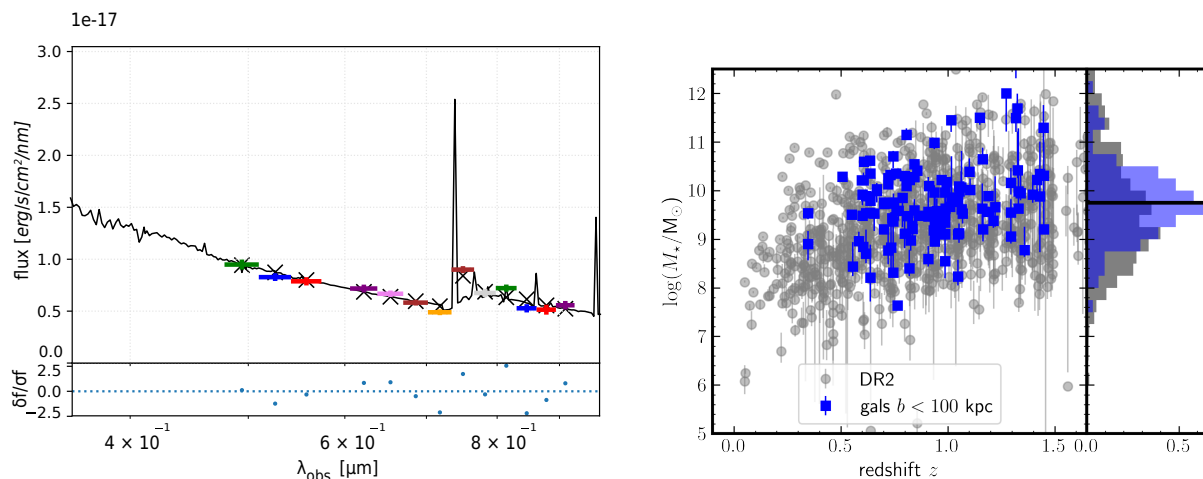 1e-17
flux [erg/s/cm²/nm]
3.0
2.5
2.0
1.5
1.0
0.5
0.0
δf/σf
2.5
0.0
−2.5
4 × 10⁻¹
6 × 10⁻¹
8 × 10⁻¹
λobs [μm]
log(M⋆/M⊙)
12
11
10
9
8
7
6
5
DR2
gals b < 100 kpc
0.0
0.5
1.0
1.5
0.0
0.5
redshift z